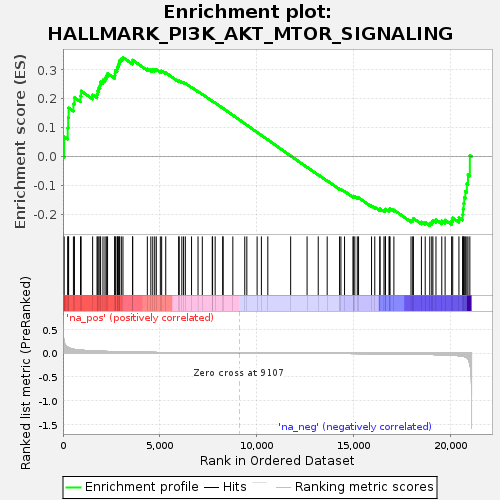 Enrichment plot:
HALLMARK_PI3K_AKT_MTOR_SIGNALING
Enrichment score (ES)
0.3
0.2
0.1
0.0
-0.1
-0.2
'na_pos' (positively correlated)
Ranked list metric (PreRanked)
0.5
0.0
-0.5
-1.0
-1.5
Zero cross at 9107
'na_neg' (negatively correlated)
0 5,000 10,000 15,000 20,000
Rank in Ordered Dataset
Enrichment profile Hits Ranking metric scores